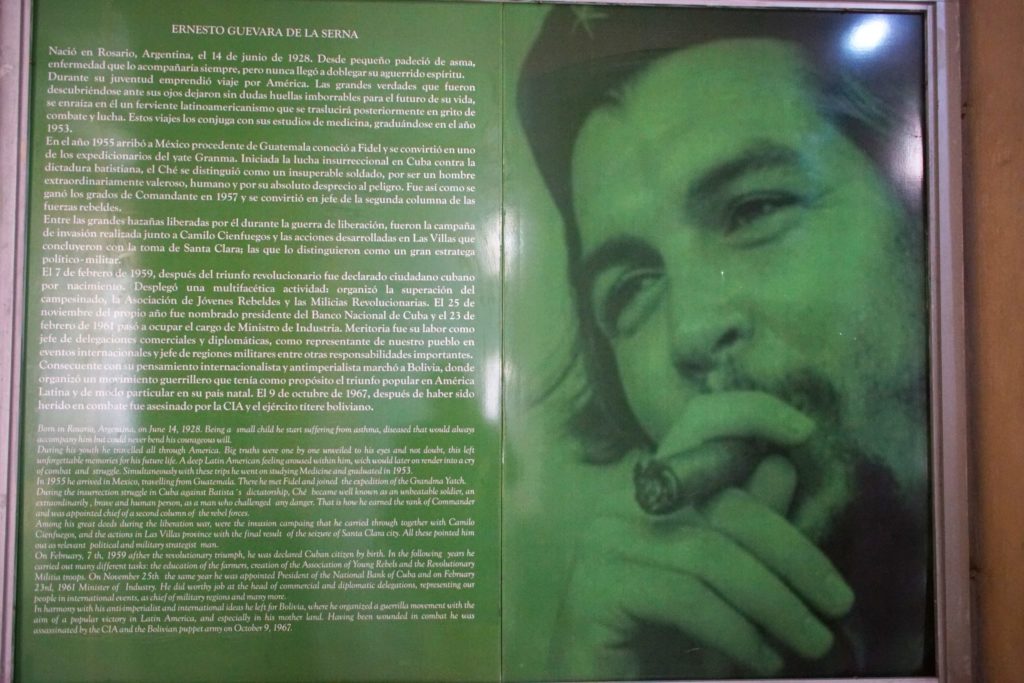 ERNESTO GUEVARA DE LA SERNA
Nació en Rosario, Argentina, el 14 de junio de 1928. Desde pequeño padeció de asma,
enfermedad que lo acompañaría siempre, pero nunca llegó a doblegar su aguerrido espíritu.
Durante su juventud emprendió viaje por América. Las grandes verdades que fueron
descubriéndose ante sus ojos dejaron sin dudas huellas imborrables para el futuro de su vida,
se enraíza en él un ferviente latinoamericanismo que se traslucirá posteriormente en grito de
combate y lucha. Estos viajes los conjuga con sus estudios de medicina, graduándose en el año
1953.
En el año 1955 arribó a México procedente de Guatemala conoció a Fidel y se convirtió en uno
de los expedicionarios del yate Granma. Iniciada la lucha insurreccional en Cuba contra la
dictadura batistiana, el Ché se distinguió como un insuperable soldado, por ser un hombre
extraordinariamente valeroso, humano y por su absoluto desprecio al peligro. Fue así como se
ganó los grados de Comandante en 1957 y se convirtió en jefe de la segunda columna de las
fuerzas rebeldes.
Entre las grandes hazañas liberadas por él durante la guerra de liberación, fueron la campaña
de invasión realizada junto a Camilo Cienfuegos y las acciones desarrolladas en Las Villas que
concluyeron con la toma de Santa Clara; las que lo distinguieron como un gran estratega
político-militar.
El 7 de febrero de 1959, después del triunfo revolucionario fue declarado ciudadano cubano
por nacimiento. Desplegó una multifacética actividad: organizó la superación del
campesinado, la Asociación de Jóvenes Rebeldes y las Milicias Revolucionarias. El 25 de
noviembre del propio año fue nombrado presidente del Banco Nacional de Cuba y el 23 de
febrero de 1961 pasó a ocupar el cargo de Ministro de Industria. Meritoria fue su labor como
jefe de delegaciones comerciales y diplomáticas, como representante de nuestro pueblo en
eventos internacionales y jefe de regiones militares entre otras responsabilidades importantes.
Consecuente con su pensamiento internacionalista y antimperialista marchó a Bolivia, donde
organizó un movimiento guerrillero que tenía como propósito el triunfo popular en América
Latina y de modo particular en su país natal. El 9 de octubre de 1967, después de haber sido
herido en combate fue asesinado por la CIA y el ejército títere boliviano.
Born in Rosario, Argentina, on June 14, 1928. Being a small child he start suffering from asthma, diseased that would always
accompany him but could never bend his courageous will.
During his youth he travelled all through America. Big truths were one by one unveiled to his eyes and not doubt, this left
unforgettable memories for his future life. A deep Latin American feeling aroused within him, wich would later on render into a cry
of combat and struggle. Simultaneously with these trips he went on studying Medicine and graduated in 1953.
In 1955 he arrived in Mexico, travelling from Guatemala. There he met Fidel and joined the expedition of the Grandma Yatch.
During the insurrection struggle in Cuba against Batista´s dictatorship, Ché became well known as an unbeatable soldier, an
extraordinarily, brave and human person, as a man who challenged any danger. That is how he earned the rank of Commander
and was appointed chief of a second column of the rebel forces.
Among his great deeds during the liberation war, were the invasion campaing that he carried through together with Camilo
Cienfuegos, and the actions in Las Villas province with the final result of the seizure of Santa Clara city. All these pointed him
out as relevant political and military strategist man.
On February, 7 th, 1959 afther the revolutionary triumph, he was declared Cuban citizen by birth. In the following years he
carried out many different tasks: the education of the farmers, creation of the Association of Young Rebels and the Revolutionary
Militia troops. On November 25th the same year he was appointed President of the National Bank of Cuba and on February
23rd, 1961 Minister of Industry. He did worthy job at the head of commercial and diplomatic delegations, representing our
people in international events, as chief of military regions and many more.
In harmony with his anti-imperialist and international ideas he left for Bolivia, where he organized a guerrilla movement with the
aim of a popular victory in Latin America, and especially in his mother land. Having been wounded in combat he was
assassinated by the CIA and the Bolivian puppet army on October 9, 1967.